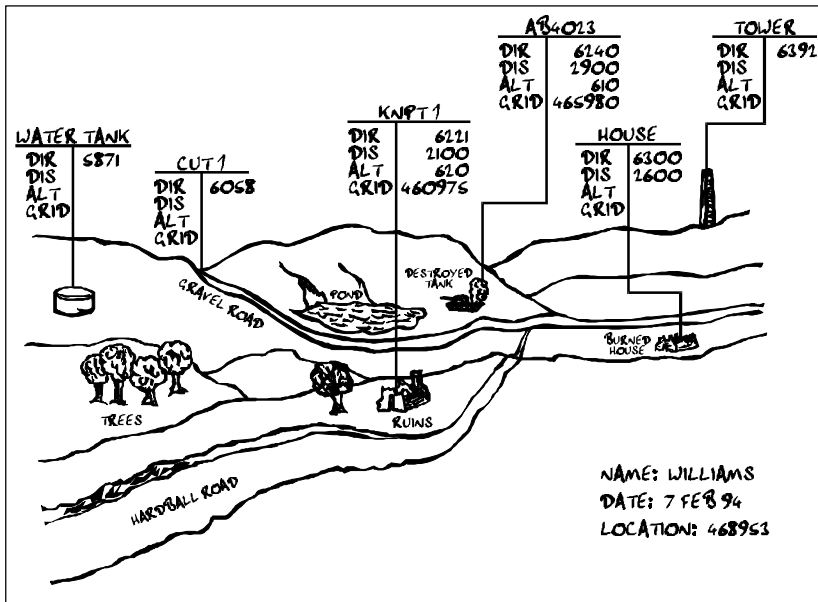 AB4023
DIR 6240
DIS 2900
ALT 610
GRID 465980
TOWER
DIR 6392
DIS
ALT
GRID
KNPT 1
DIR 6221
DIS 2100
ALT 620
GRID 460975
HOUSE
DIR 6300
DIS 2600
ALT
GRID
WATER TANK
DIR 5871
DIS
ALT
GRID
CUT 1
DIR 6058
DIS
ALT
GRID
GRAVEL ROAD
POND
DESTROYED
TANK
BURNED
HOUSE
TREES
RUINS
HARDBALL ROAD
NAME: WILLIAMS
DATE: 7 FEB 94
LOCATION: 468953